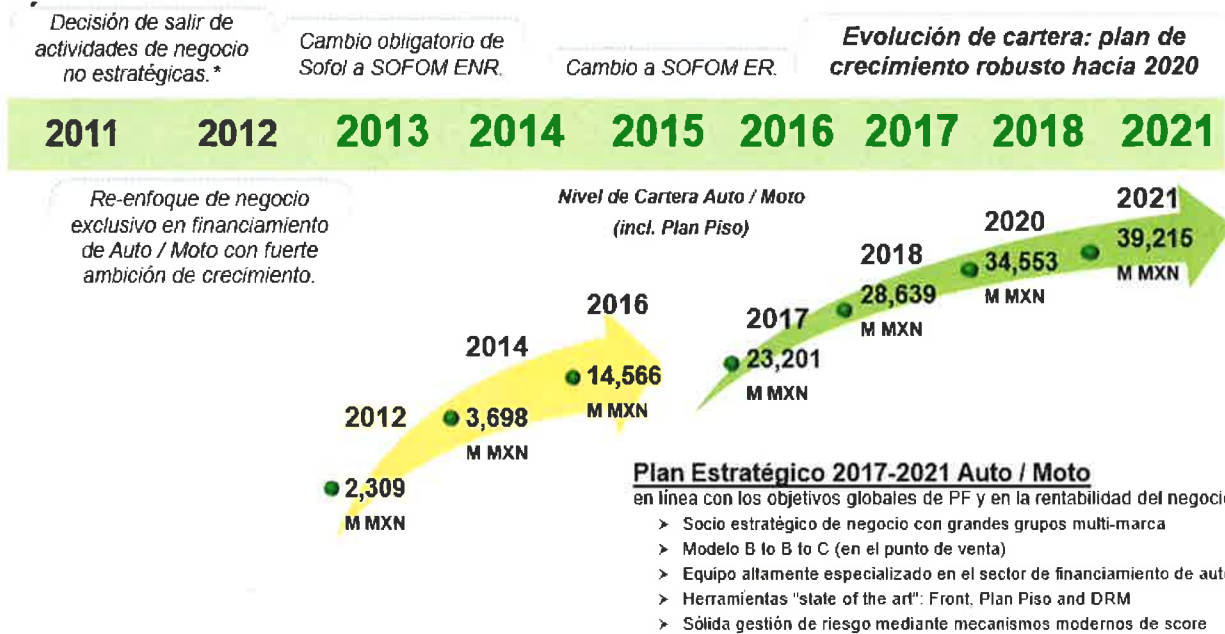 Decisión de salir de
actividades de negocio
no estratégicas.*
Cambio obligatorio de
Sofol a SOFOM ENR.
Cambio a SOFOM ER.
Evolución de cartera: plan de
crecimiento robusto hacia 2020
2011 2012 2013 2014 2015 2016 2017 2018 2021
Re-enfoque de negocio
exclusivo en financiamiento
de Auto / Moto con fuerte
ambición de crecimiento.
Nivel de Cartera Auto / Moto
(incl. Plan Piso)
2012
2,309
M MXN
2014
3,698
M MXN
2016
14,566
M MXN
2017
23,201
M MXN
2018
28,639
M MXN
2020
34,553
M MXN
2021
39,215
M MXN
Plan Estratégico 2017-2021 Auto / Moto
en línea con los objetivos globales de PF y en la rentabilidad del negocio
➢ Socio estratégico de negocio con grandes grupos multi-marca
➢ Modelo B to B to C (en el punto de venta)
➢ Equipo altamente especializado en el sector de financiamiento de auto
➢ Herramientas "state of the art": Front, Plan Piso and DRM
➢ Sólida gestión de riesgo mediante mecanismos modernos de score